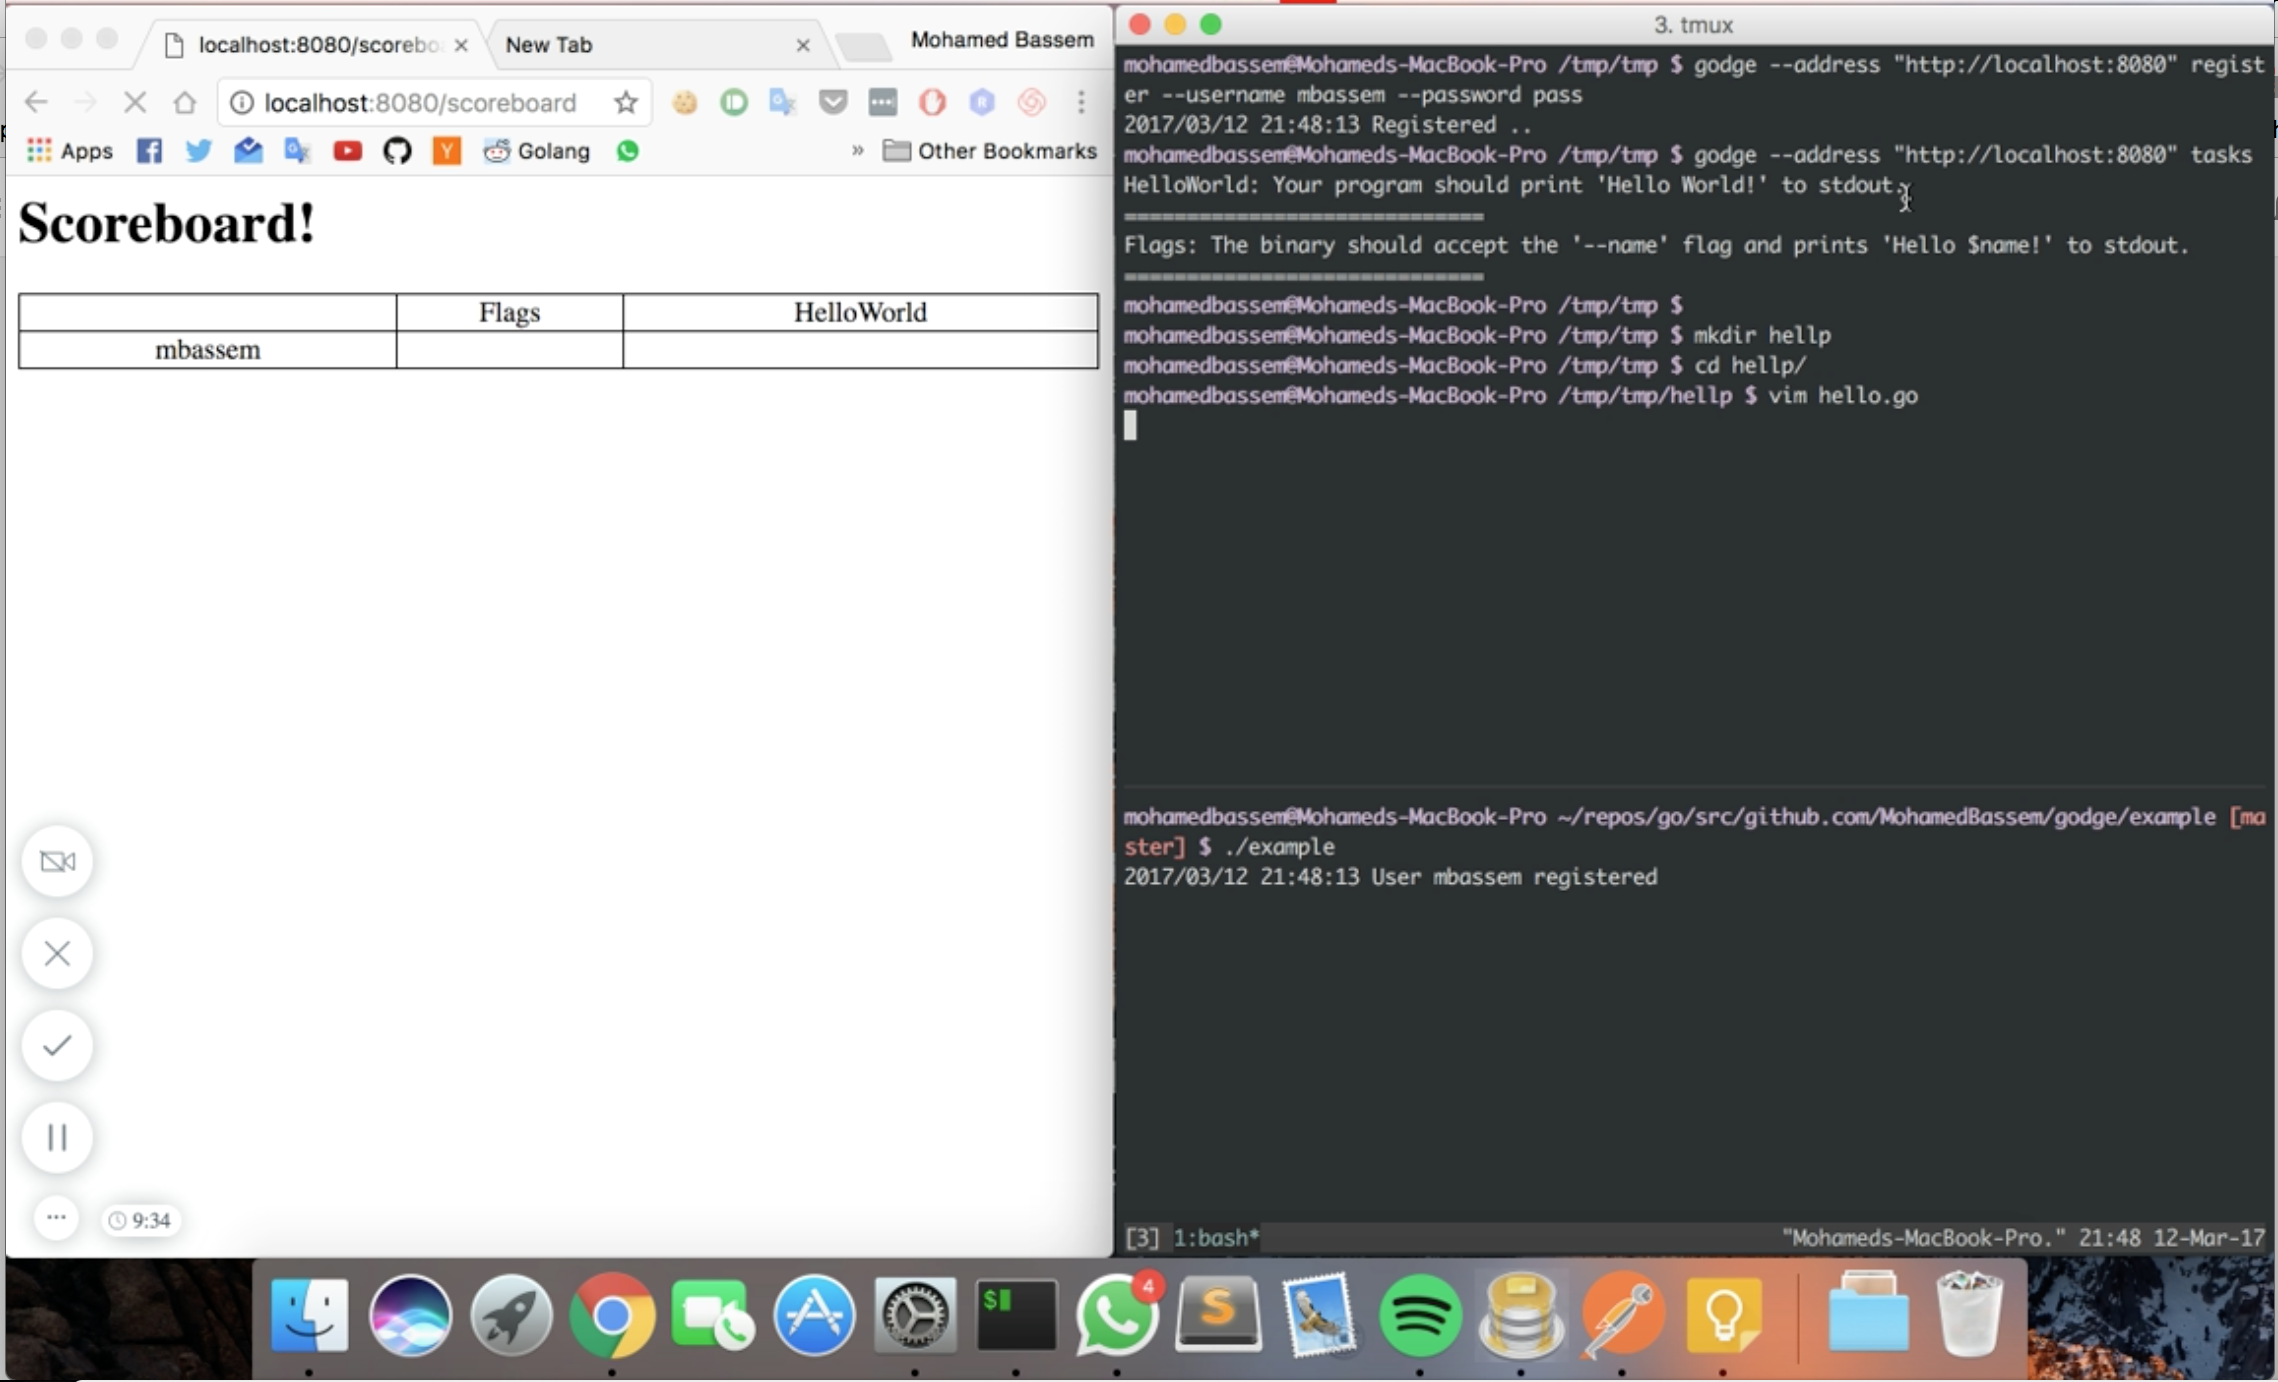 localhost:8080/scorebo
New Tab
Mohamed Bassem
localhost:8080/scoreboard
Apps
Golang
»
Other Bookmarks
Scoreboard!
Flags HelloWorld
mbassem
9:34
3. tmux
mohamedbassem@Mohameds-MacBook-Pro /tmp/tmp $ godge --address "http://localhost:8080" regist
er --username mbassem --password pass
2017/03/12 21:48:13 Registered ..
mohamedbassem@Mohameds-MacBook-Pro /tmp/tmp $ godge --address "http://localhost:8080" tasks
HelloWorld: Your program should print 'Hello World!' to stdout.
=============================
Flags: The binary should accept the '--name' flag and prints 'Hello $name!' to stdout.
=============================
mohamedbassem@Mohameds-MacBook-Pro /tmp/tmp $
mohamedbassem@Mohameds-MacBook-Pro /tmp/tmp $ mkdir hellp
mohamedbassem@Mohameds-MacBook-Pro /tmp/tmp $ cd hellp/
mohamedbassem@Mohameds-MacBook-Pro /tmp/tmp/hellp $ vim hello.go
mohamedbassem@Mohameds-MacBook-Pro ~/repos/go/src/github.com/MohamedBassem/godge/example [ma
ster] $ ./example
2017/03/12 21:48:13 User mbassem registered
[3] 1:bash* "Mohameds-MacBook-Pro." 21:48 12-Mar-17
$
4
S